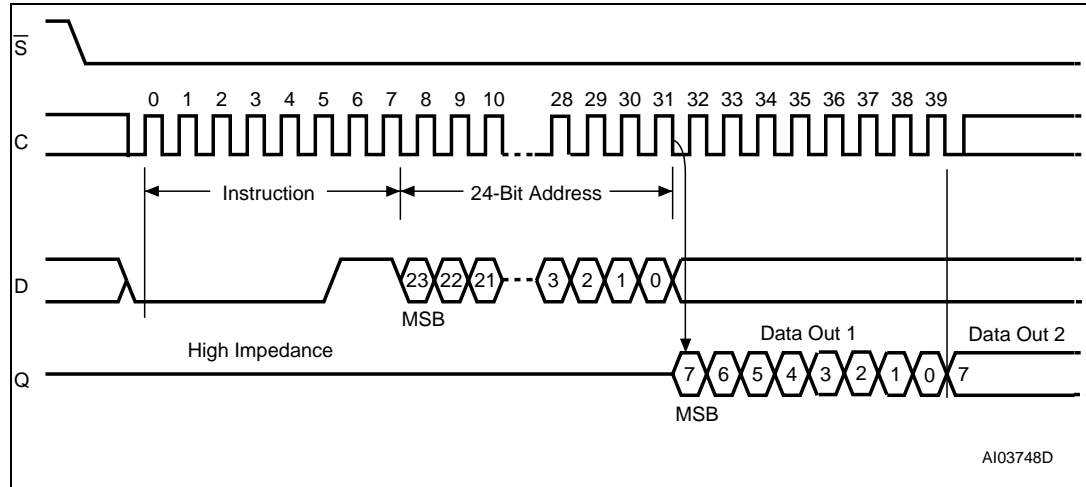 S
0 1 2 3 4 5 6 7 8 9 10 28 29 30 31 32 33 34 35 36 37 38 39
C
Instruction 24-Bit Address
D 23 22 21 3 2 1 0
MSB
High Impedance Data Out 1 Data Out 2
Q 7 6 5 4 3 2 1 0 7
MSB
AI03748D